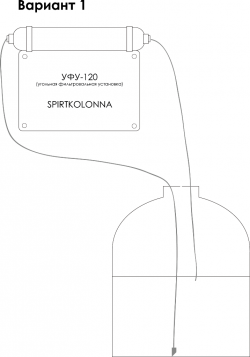 Вариант 1
УФУ-120
(угольная фильтровальная установка)
SPIRTKOLONNA